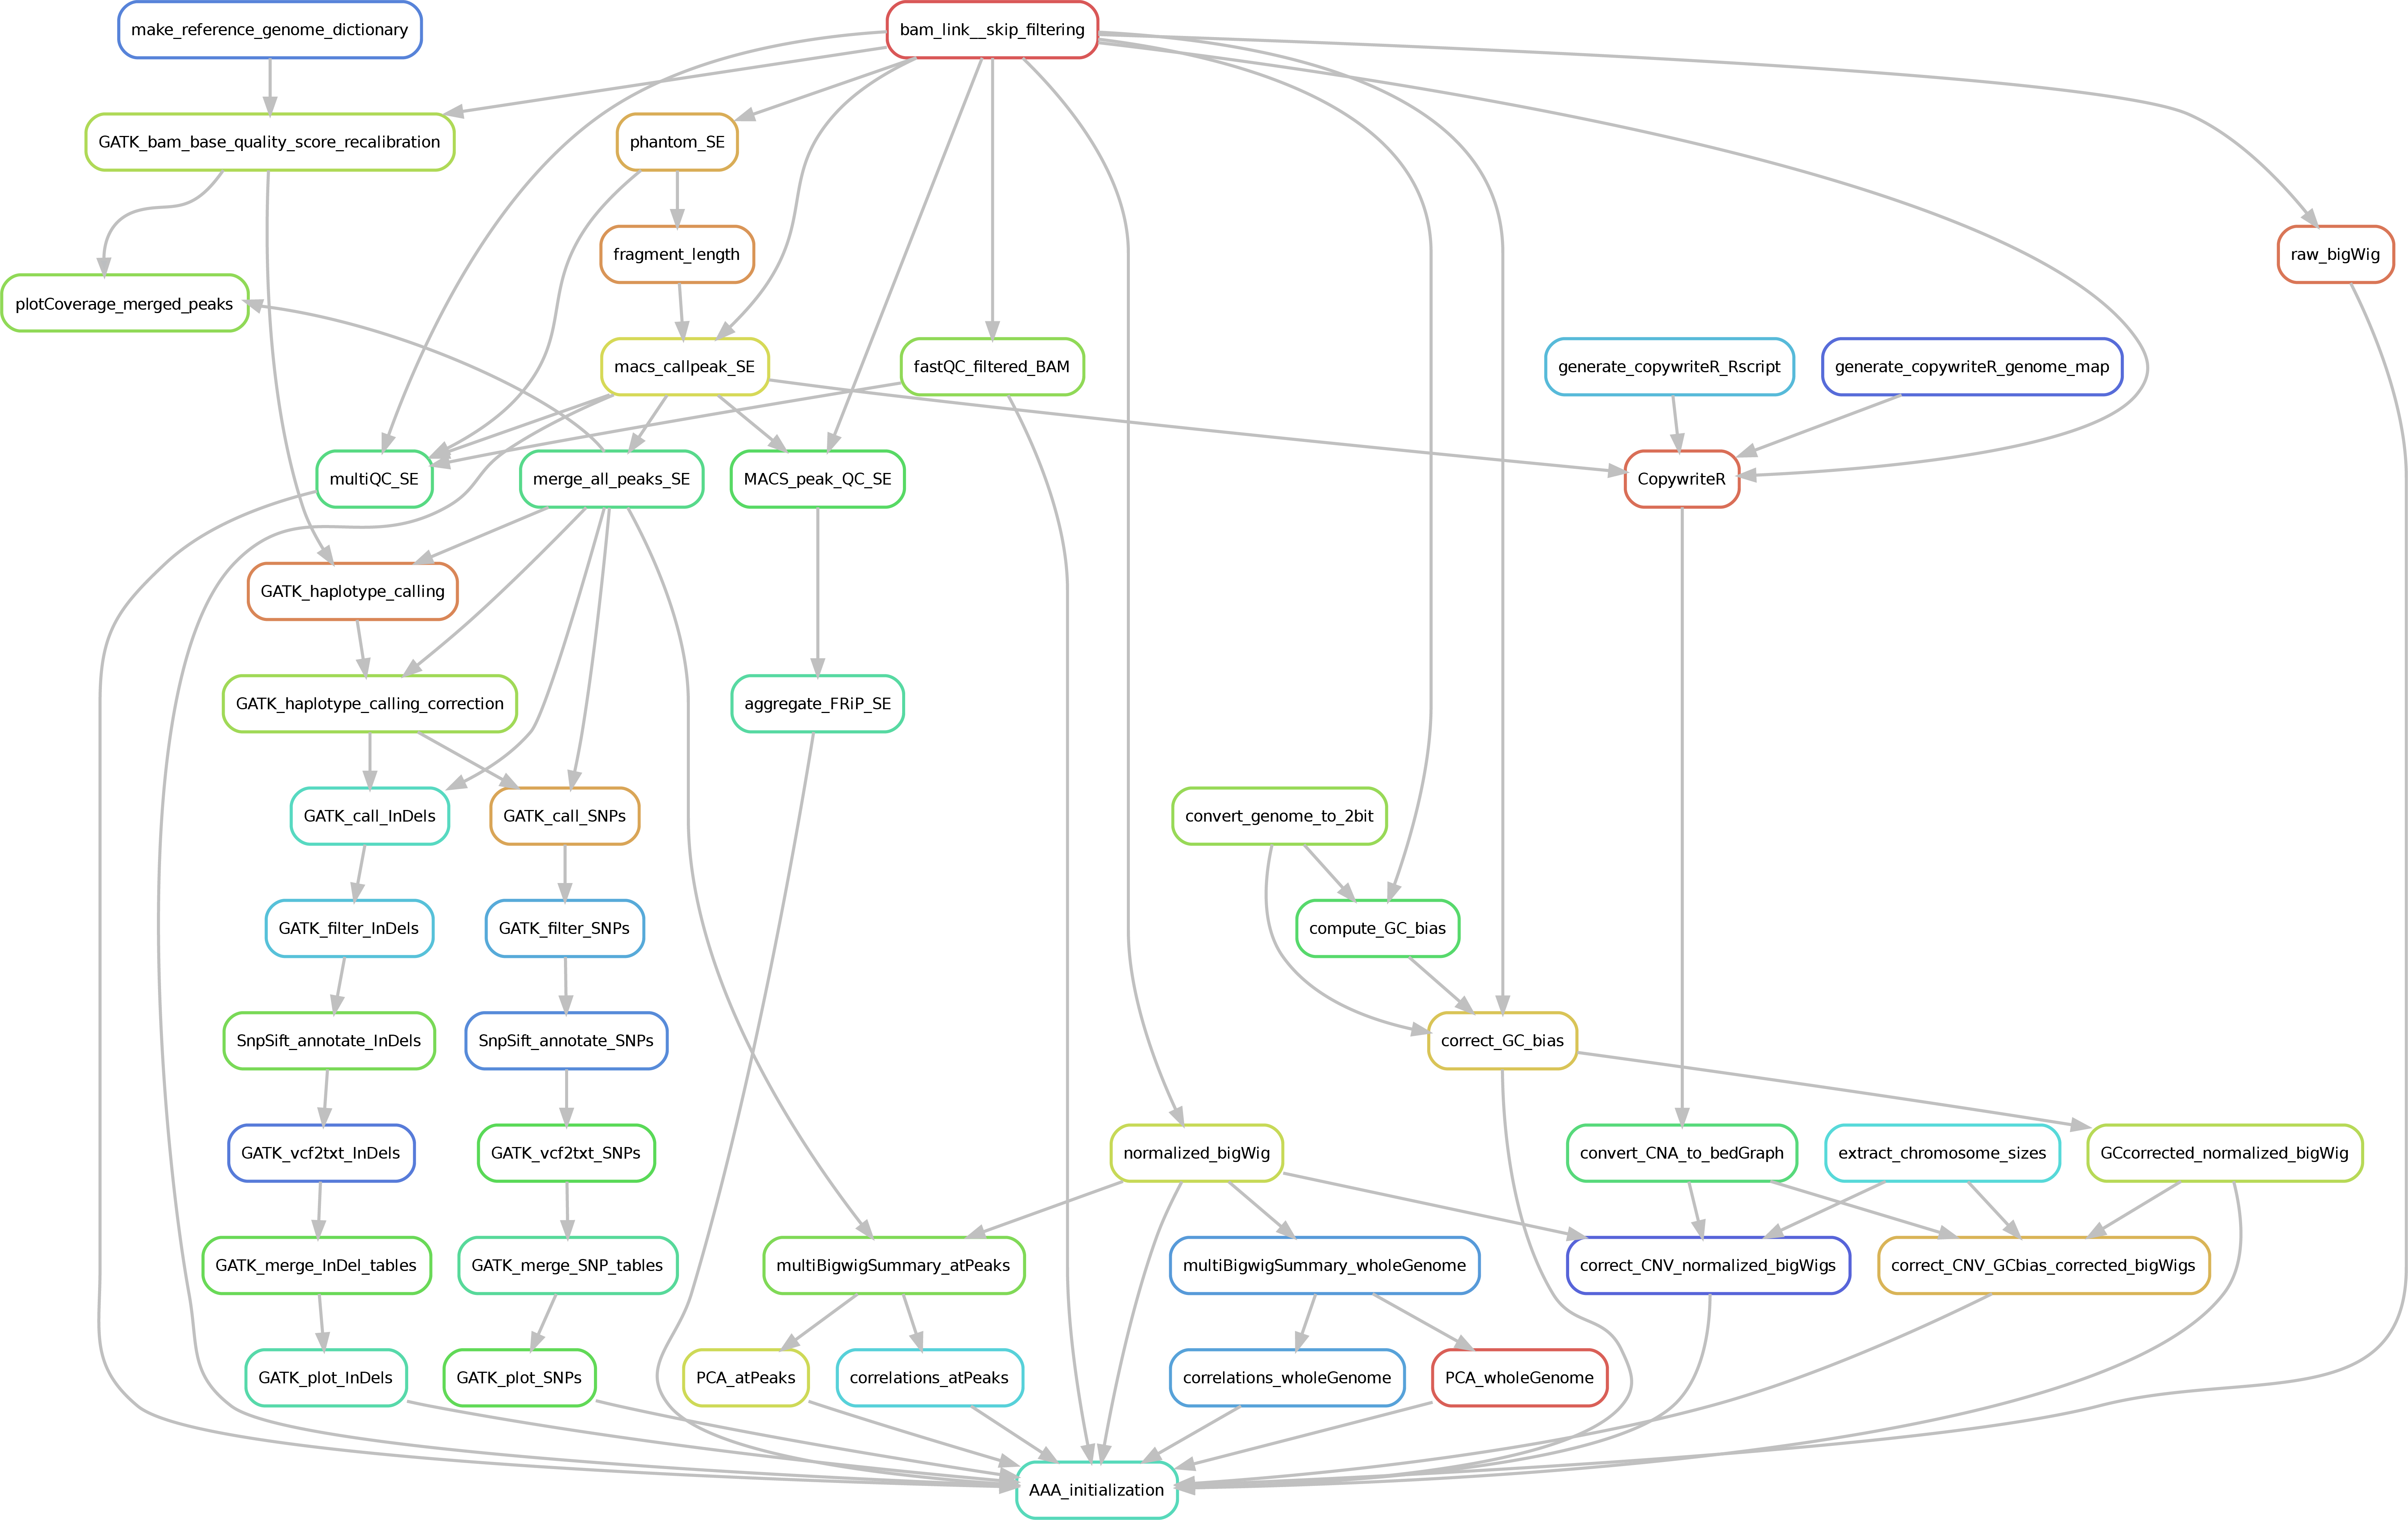 make_reference_genome_dictionary
bam_link__skip_filtering
GATK_bam_base_quality_score_recalibration
phantom_SE
fragment_length
raw_bigWig
plotCoverage_merged_peaks
macs_callpeak_SE
fastQC_filtered_BAM
generate_copywriteR_Rscript
generate_copywriteR_genome_map
multiQC_SE
merge_all_peaks_SE
MACS_peak_QC_SE
CopywriteR
GATK_haplotype_calling
GATK_haplotype_calling_correction
aggregate_FRiP_SE
GATK_call_InDels
GATK_call_SNPs
convert_genome_to_2bit
GATK_filter_InDels
GATK_filter_SNPs
compute_GC_bias
SnpSift_annotate_InDels
SnpSift_annotate_SNPs
correct_GC_bias
GATK_vcf2txt_InDels
GATK_vcf2txt_SNPs
normalized_bigWig
convert_CNA_to_bedGraph
extract_chromosome_sizes
GCcorrected_normalized_bigWig
GATK_merge_InDel_tables
GATK_merge_SNP_tables
multiBigwigSummary_atPeaks
multiBigwigSummary_wholeGenome
correct_CNV_normalized_bigWigs
correct_CNV_GCbias_corrected_bigWigs
GATK_plot_InDels
GATK_plot_SNPs
PCA_atPeaks
correlations_atPeaks
correlations_wholeGenome
PCA_wholeGenome
AAA_initialization